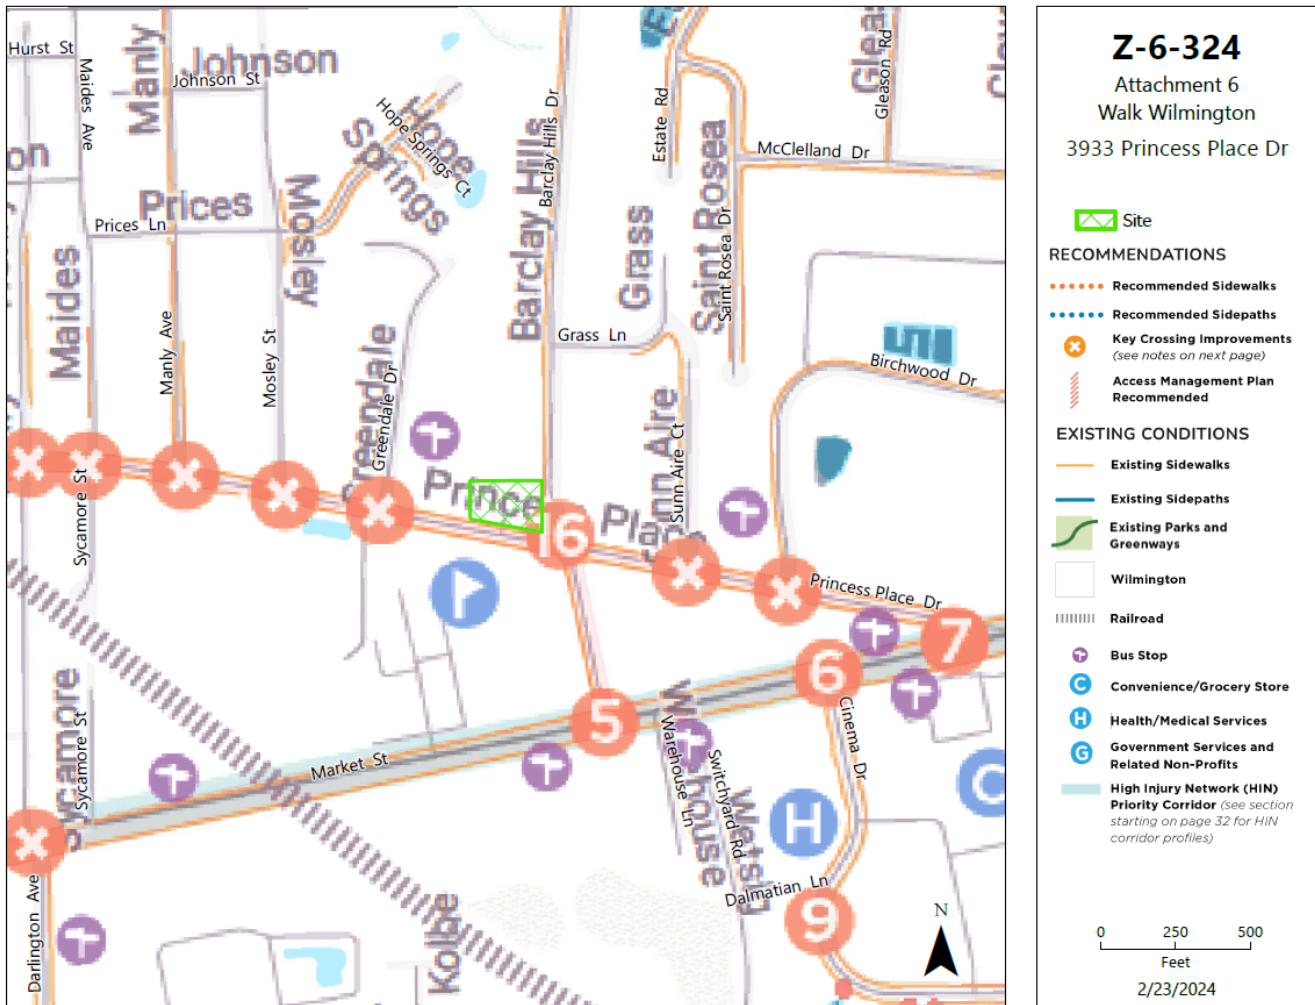 Hurst St
Maides Ave
Manly
Johnson
Johnson St
Hope
Springs
Hope Springs Ct
Barclay Hills
Barclay Hills Dr
Estate Rd
Gleason Rd
McClelland Dr
Saint Rosea
Saint Rosea Dr
Grass
Prices
Prices Ln
Mosley
Maides
Manly Ave
Mosley St
Greendale
Greendale Dr
Grass Ln
Birchwood Dr
Sunn Aire Ct
Sycamore St
Prince
Place
16
Princess Place Dr
7
6
5
Cinema Dr
Sycamore
Sycamore St
Market St
Warehouse Ln
Switchyard Rd
H
C
Dalmatian Ln
9
Darlington Ave
Kolbe
N
Z-6-324
Attachment 6
Walk Wilmington
3933 Princess Place Dr
Site
RECOMMENDATIONS
Recommended Sidewalks
Recommended Sidepaths
Key Crossing Improvements
(see notes on next page)
Access Management Plan
Recommended
EXISTING CONDITIONS
Existing Sidewalks
Existing Sidepaths
Existing Parks and
Greenways
Wilmington
Railroad
Bus Stop
C Convenience/Grocery Store
H Health/Medical Services
G Government Services and
Related Non-Profits
High Injury Network (HIN)
Priority Corridor (see section
starting on page 32 for HIN
corridor profiles)
0 250 500
Feet
2/23/2024